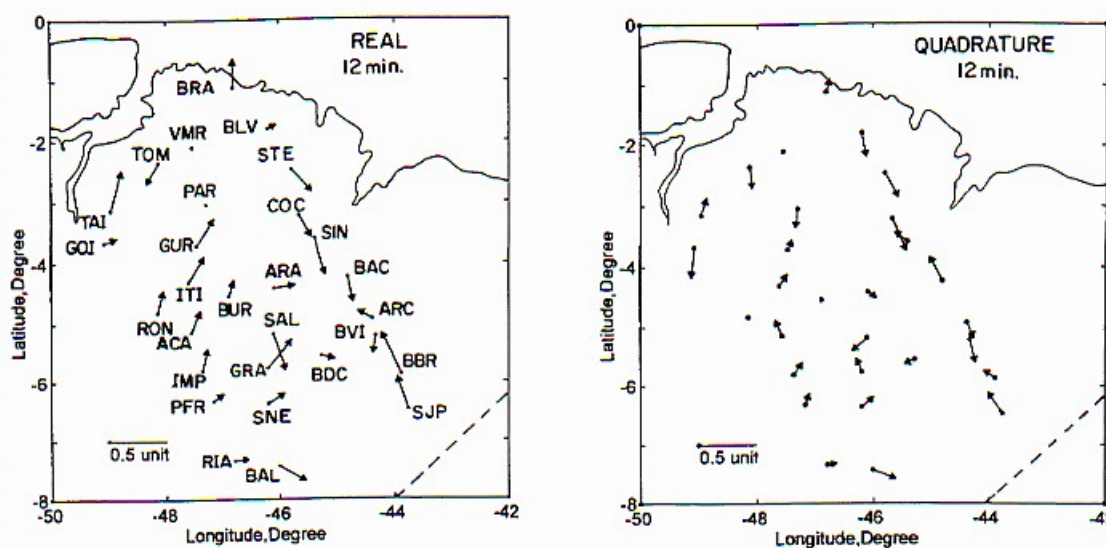 REAL
12 min.
BRA
VMR
BLV
TOM
STE
PAR
COC
TAI
SIN
GOI
GUR
ARA
BAC
ITI
BUR
RON
SAL
ARC
ACA
BVI
IMP
GRA
BDC
BBR
PFR
SNE
SJP
0.5 unit
RIA
BAL
0
-2
-4
-6
-8
Latitude,Degree
-50
-48
-46
-44
-42
Longitude,Degree
QUADRATURE
12 min.
0.5 unit
0
-2
-4
-6
-8
Latitude,Degree
-50
-48
-46
-44
Longitude,Degree